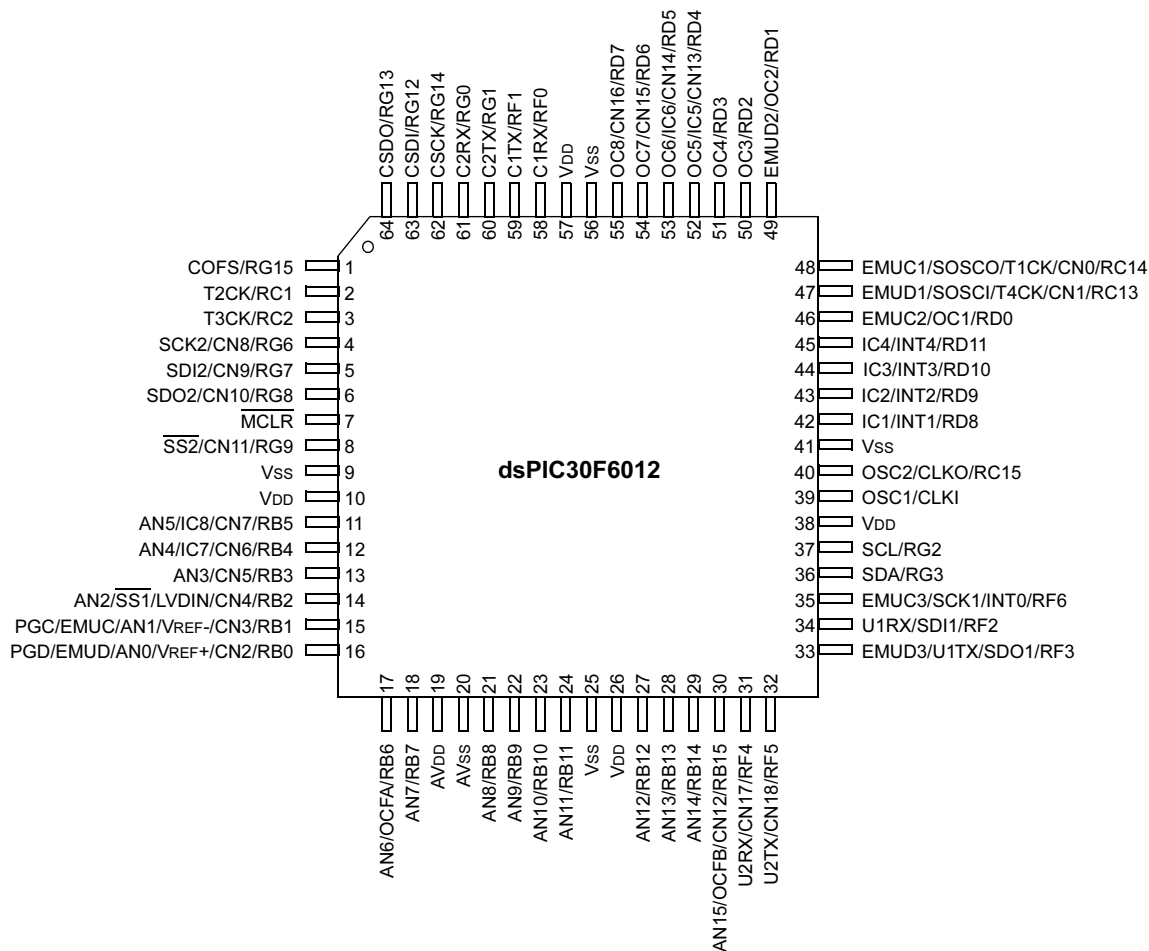 CSDO/RG13
CSDI/RG12
CSCK/RG14
C2RX/RG0
C2TX/RG1
C1TX/RF1
C1RX/RF0
VDD
VSS
OC8/CN16/RD7
OC7/CN15/RD6
OC6/IC6/CN14/RD5
OC5/IC5/CN13/RD4
OC4/RD3
OC3/RD2
EMUD2/OC2/RD1
64 63 62 61 60 59 58 57 56 55 54 53 52 51 50 49
COFS/RG15 1
T2CK/RC1 2
T3CK/RC2 3
SCK2/CN8/RG6 4
SDI2/CN9/RG7 5
SDO2/CN10/RG8 6
MCLR 7
SS2/CN11/RG9 8
VSS 9
VDD 10
AN5/IC8/CN7/RB5 11
AN4/IC7/CN6/RB4 12
AN3/CN5/RB3 13
AN2/SS1/LVDIN/CN4/RB2 14
PGC/EMUC/AN1/VREF-/CN3/RB1 15
PGD/EMUD/AN0/VREF+/CN2/RB0 16
dsPIC30F6012
48 EMUC1/SOSCO/T1CK/CN0/RC14
47 EMUD1/SOSCI/T4CK/CN1/RC13
46 EMUC2/OC1/RD0
45 IC4/INT4/RD11
44 IC3/INT3/RD10
43 IC2/INT2/RD9
42 IC1/INT1/RD8
41 VSS
40 OSC2/CLKO/RC15
39 OSC1/CLKI
38 VDD
37 SCL/RG2
36 SDA/RG3
35 EMUC3/SCK1/INT0/RF6
34 U1RX/SDI1/RF2
33 EMUD3/U1TX/SDO1/RF3
17 18 19 20 21 22 23 24 25 26 27 28 29 30 31 32
AN6/OCFA/RB6
AN7/RB7
AVDD
AVSS
AN8/RB8
AN9/RB9
AN10/RB10
AN11/RB11
VSS
VDD
AN12/RB12
AN13/RB13
AN14/RB14
AN15/OCFB/CN12/RB15
U2RX/CN17/RF4
U2TX/CN18/RF5